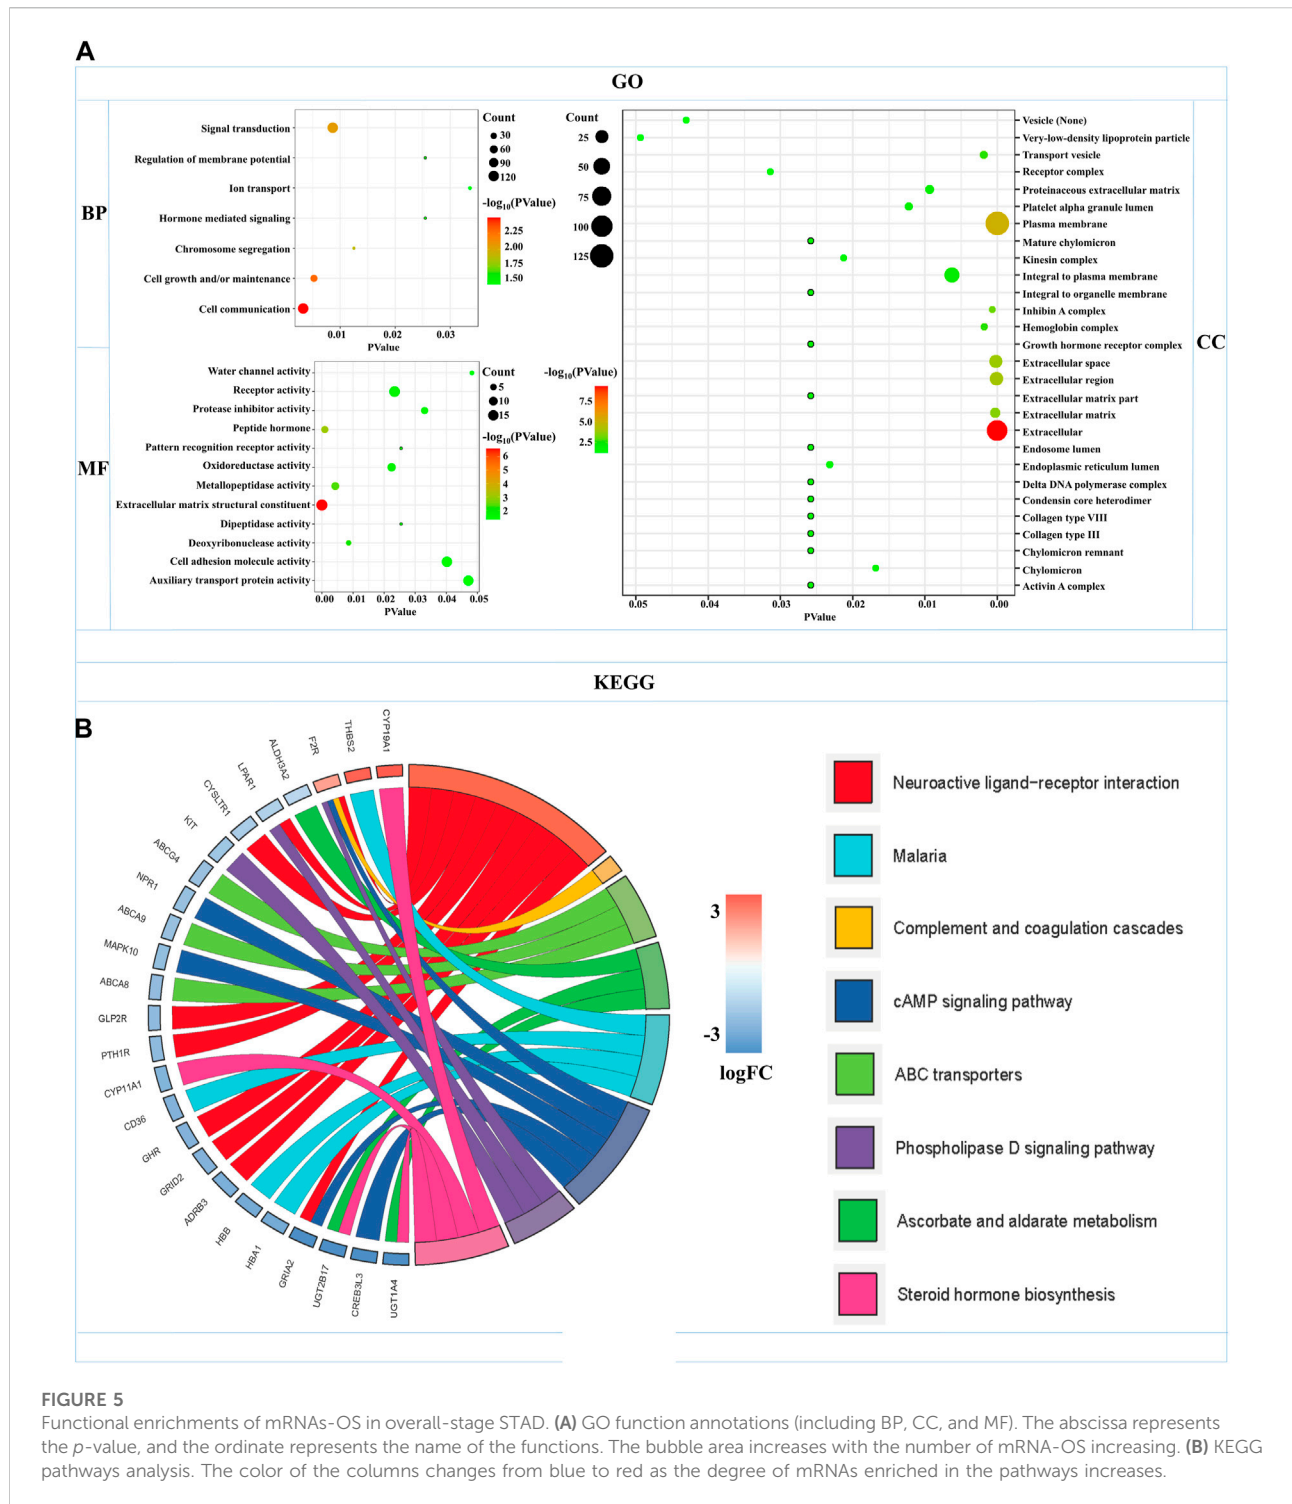 A
GO
BP
Signal transduction
Regulation of membrane potential
Ion transport
Hormone mediated signaling
Chromosome segregation
Cell growth and/or maintenance
Cell communication
0.01 0.02 0.03
PValue
Count
30
60
90
120
-log10(PValue)
2.25
2.00
1.75
1.50
MF
Water channel activity
Receptor activity
Protease inhibitor activity
Peptide hormone
Pattern recognition receptor activity
Oxidoreductase activity
Metallopeptidase activity
Extracellular matrix structural constituent
Dipeptidase activity
Deoxyribonuclease activity
Cell adhesion molecule activity
Auxiliary transport protein activity
0.00 0.01 0.02 0.03 0.04 0.05
PValue
Count
5
10
15
-log10(PValue)
6
5
4
3
2
Count
25
50
75
100
125
-log10(PValue)
7.5
5.0
2.5
CC
Vesicle (None)
Very-low-density lipoprotein particle
Transport vesicle
Receptor complex
Proteinaceous extracellular matrix
Platelet alpha granule lumen
Plasma membrane
Mature chylomicron
Kinesin complex
Integral to plasma membrane
Integral to organelle membrane
Inhibin A complex
Hemoglobin complex
Growth hormone receptor complex
Extracellular space
Extracellular region
Extracellular matrix part
Extracellular matrix
Extracellular
Endosome lumen
Endoplasmic reticulum lumen
Delta DNA polymerase complex
Condensin core heterodimer
Collagen type VIII
Collagen type III
Chylomicron remnant
Chylomicron
Activin A complex
0.05 0.04 0.03 0.02 0.01 0.00
PValue
KEGG
B
CYP19A1
THBS2
F2R
ALDH3A2
LPAR1
CYSLTR1
KIT
ABCG4
NPR1
ABCA9
MAPK10
ABCA8
GLP2R
PTH1R
CYP11A1
CD36
GHR
GRID2
ADRB3
HBB
HBA1
GRIA2
UGT2B17
CREB3L3
UGT1A4
3
-3
logFC
Neuroactive ligand−receptor interaction
Malaria
Complement and coagulation cascades
cAMP signaling pathway
ABC transporters
Phospholipase D signaling pathway
Ascorbate and aldarate metabolism
Steroid hormone biosynthesis
FIGURE 5
Functional enrichments of mRNAs-OS in overall-stage STAD. (A) GO function annotations (including BP, CC, and MF). The abscissa represents
the p-value, and the ordinate represents the name of the functions. The bubble area increases with the number of mRNA-OS increasing. (B) KEGG
pathways analysis. The color of the columns changes from blue to red as the degree of mRNAs enriched in the pathways increases.